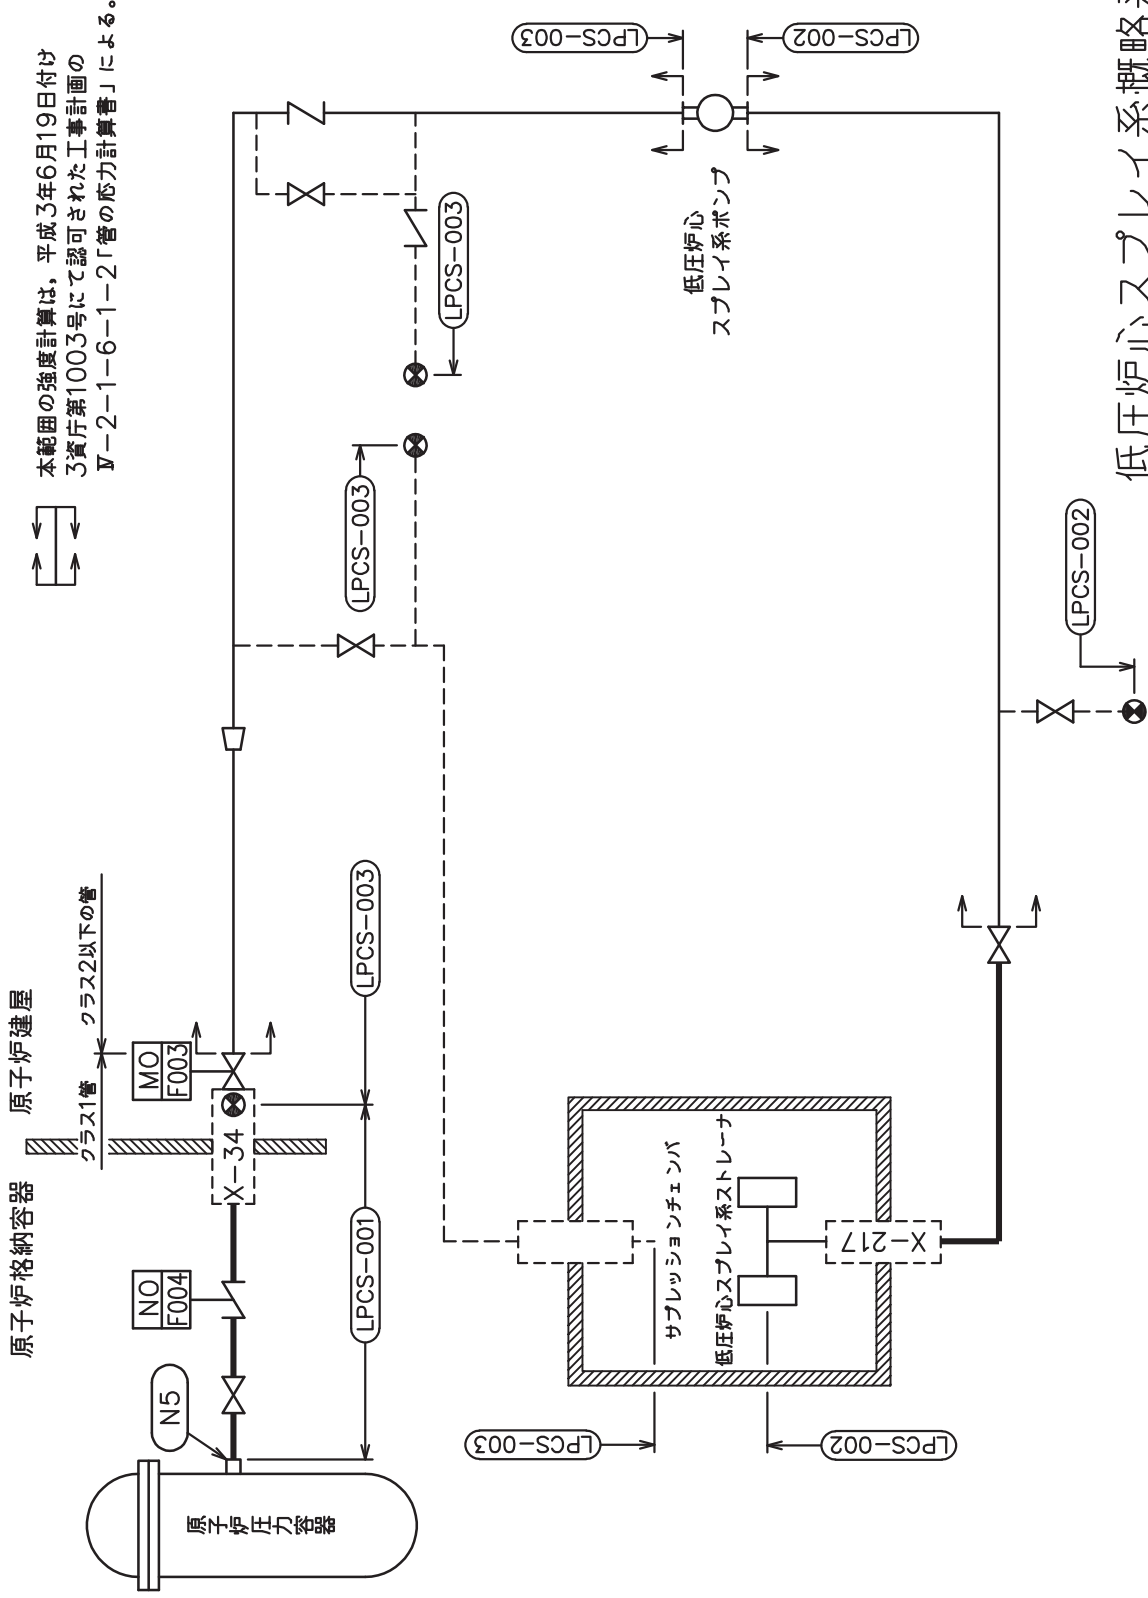 本範囲の強度計算は，平成3年6月19日付け
3資庁第1003号にて認可された工事計画の
Ⅳ－2－1－6－1－2「管の応力計算書」による。
原子炉格納容器
原子炉建屋
クラス1管
クラス2以下の管
MO
F003
NO
F004
N5
X－34
原子炉圧力容器
LPCS－001
LPCS－003
LPCS－003
LPCS－003
LPCS－003
LPCS－002
低圧炉心
スプレイ系ポンプ
サプレッションチェンバ
低圧炉心スプレイ系ストレーナ
X－217
LPCS－003
LPCS－002
LPCS－002
低圧炉心スプレイ系概略